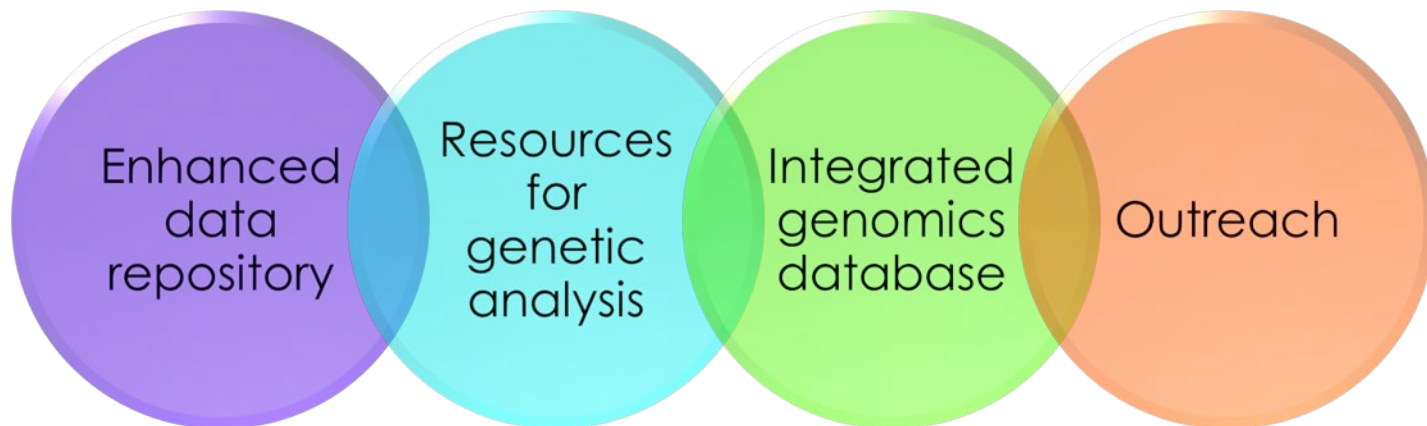 Enhanced
data
repository
Resources
for
genetic
analysis
Integrated
genomics
database
Outreach